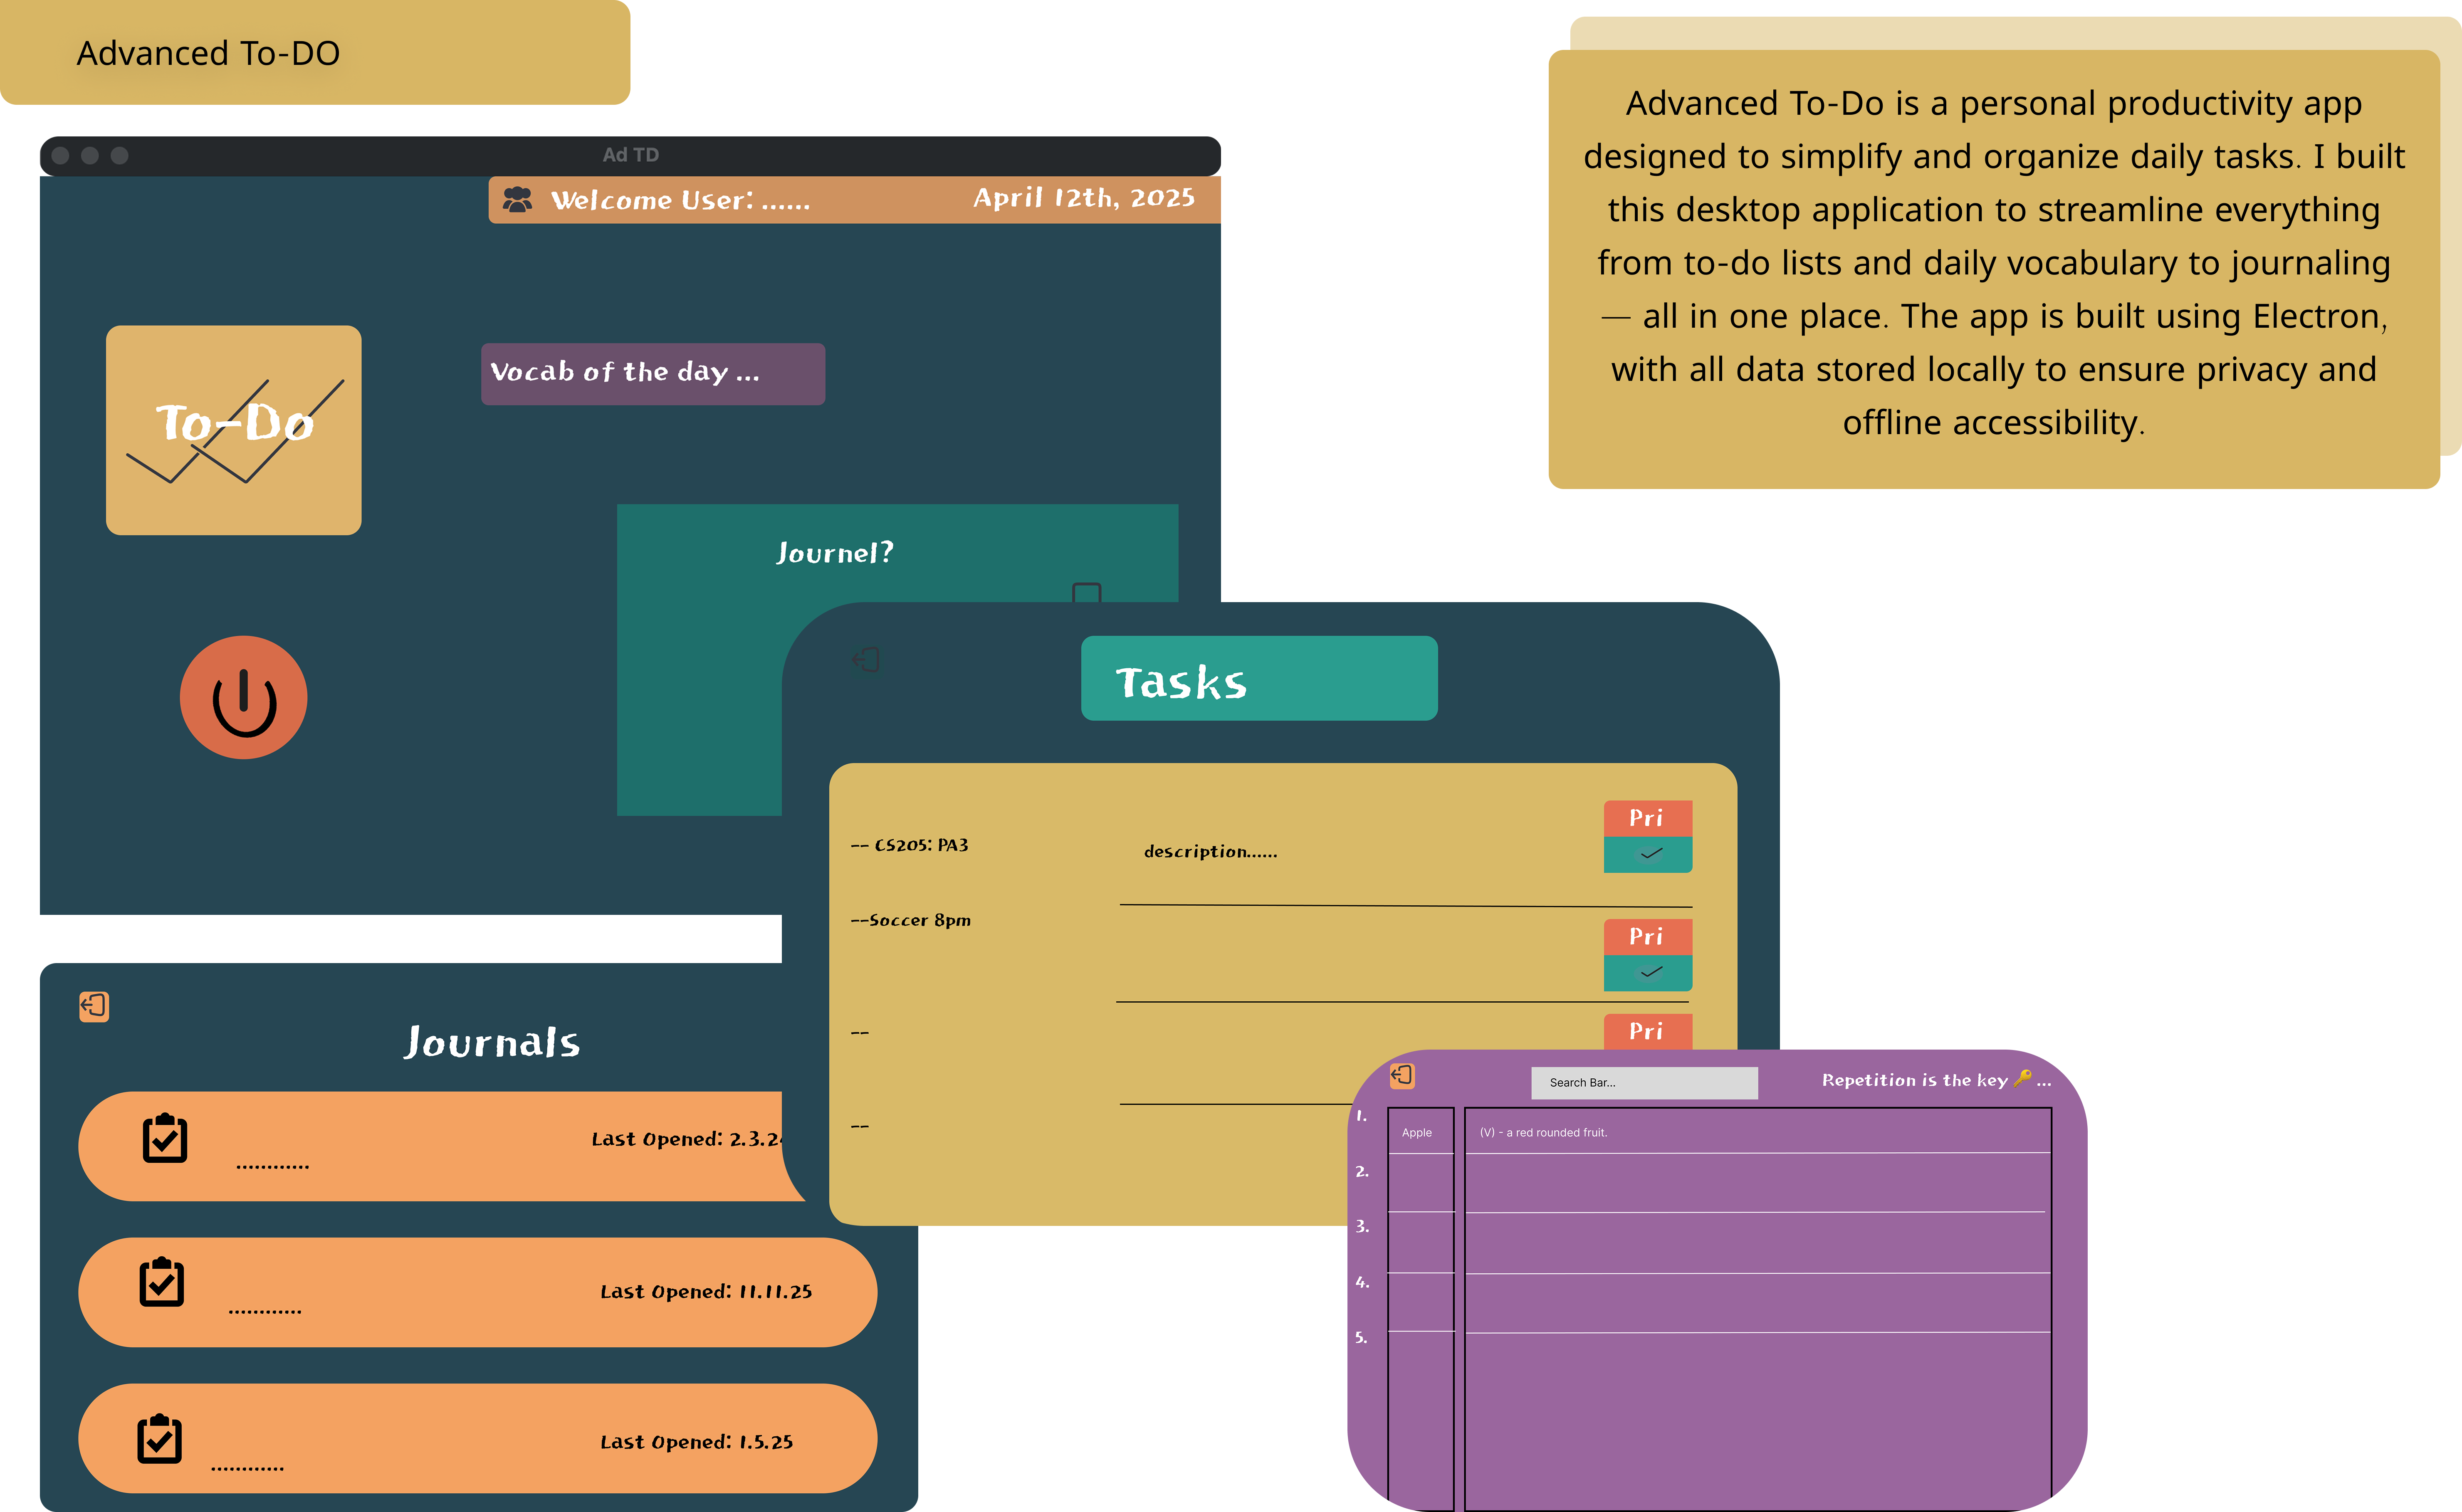 Advanced To-DO
Advanced To-Do is a personal productivity app
designed to simplify and organize daily tasks. I built
this desktop application to streamline everything
from to-do lists and daily vocabulary to journaling
— all in one place. The app is built using Electron,
with all data stored locally to ensure privacy and
offline accessibility.
Ad TD
Welcome User: ......
April 12th, 2025
To-Do
Vocab of the day ...
Journel?
Tasks
-- CS205: PA3
description......
Pri
--Soccer 8pm
Pri
--
Pri
--
Journals
............
Last Opened: 2.3.2
............
Last Opened: 11.11.25
............
Last Opened: 1.5.25
Search Bar...
Repetition is the key 🔑 ...
1.
Apple
(V) - a red rounded fruit.
2.
3.
4.
5.